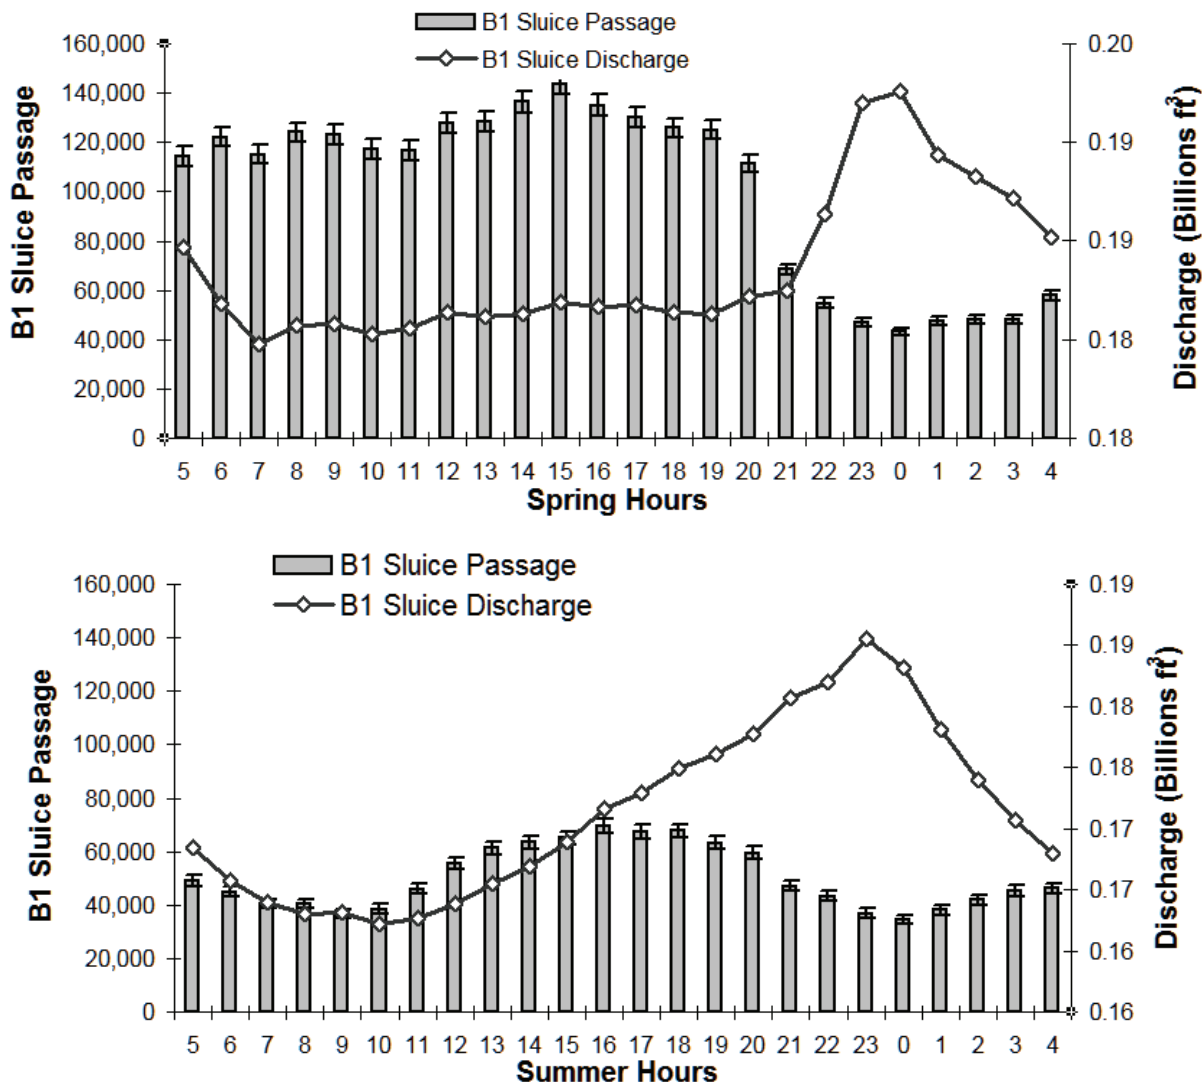 B1 Sluice Passage
B1 Sluice Discharge
160,000
140,000
120,000
100,000
80,000
60,000
40,000
20,000
0
B1 Sluice Passage
0.20
0.19
0.19
0.18
0.18
Discharge (Billions ft³)
5 6 7 8 9 10 11 12 13 14 15 16 17 18 19 20 21 22 23 0 1 2 3 4
Spring Hours
B1 Sluice Passage
B1 Sluice Discharge
160,000
140,000
120,000
100,000
80,000
60,000
40,000
20,000
0
B1 Sluice Passage
0.19
0.19
0.18
0.18
0.17
0.17
0.16
0.16
Discharge (Billions ft³)
5 6 7 8 9 10 11 12 13 14 15 16 17 18 19 20 21 22 23 0 1 2 3 4
Summer Hours